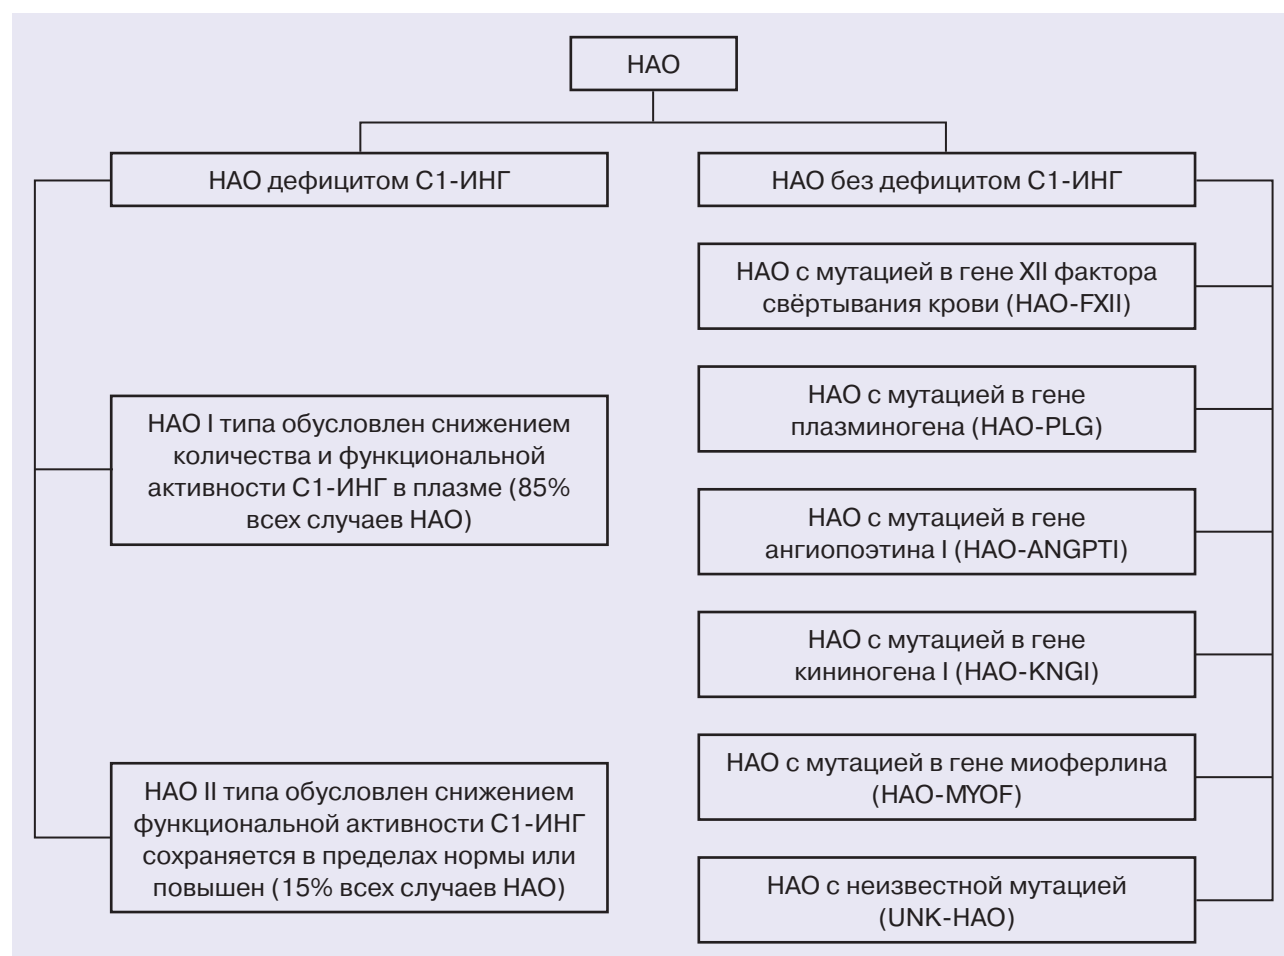 НАО
НАО дефицитом С1-ИНГ
НАО I типа обусловлен снижением
количества и функциональной
активности С1-ИНГ в плазме (85%
всех случаев НАО)
НАО II типа обусловлен снижением
функциональной активности С1-ИНГ
сохраняется в пределах нормы или
повышен (15% всех случаев НАО)
НАО без дефицитом С1-ИНГ
НАО с мутацией в гене XII фактора
свёртывания крови (НАО-FXII)
НАО с мутацией в гене
плазминогена (НАО-PLG)
НАО с мутацией в гене
ангиопоэтина I (НАО-ANGPTI)
НАО с мутацией в гене
кининогена I (НАО-KNGI)
НАО с мутацией в гене миоферлина
(НАО-MYOF)
НАО с неизвестной мутацией
(UNK-НАО)